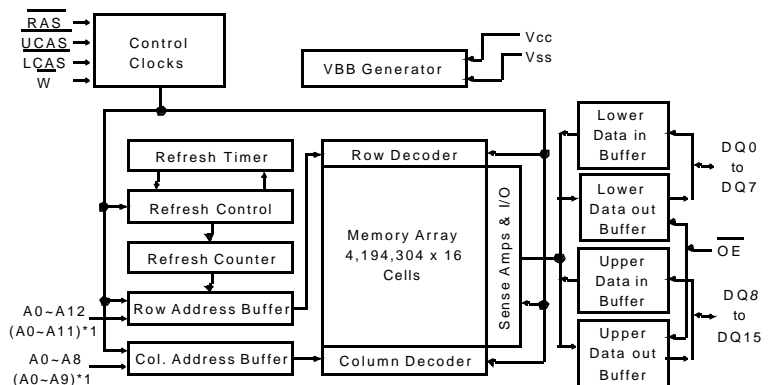 RAS
UCAS
LCAS
W
Control
Clocks
VBB Generator
Vcc
Vss
Refresh Timer
Refresh Control
Refresh Counter
Row Address Buffer
Col. Address Buffer
A0~A12
(A0~A11)*1
A0~A8
(A0~A9)*1
Row Decoder
Memory Array
4,194,304 x 16
Cells
Column Decoder
Sense Amps & I/O
Lower
Data in
Buffer
Lower
Data out
Buffer
Upper
Data in
Buffer
Upper
Data out
Buffer
DQ0
to
DQ7
OE
DQ8
to
DQ15